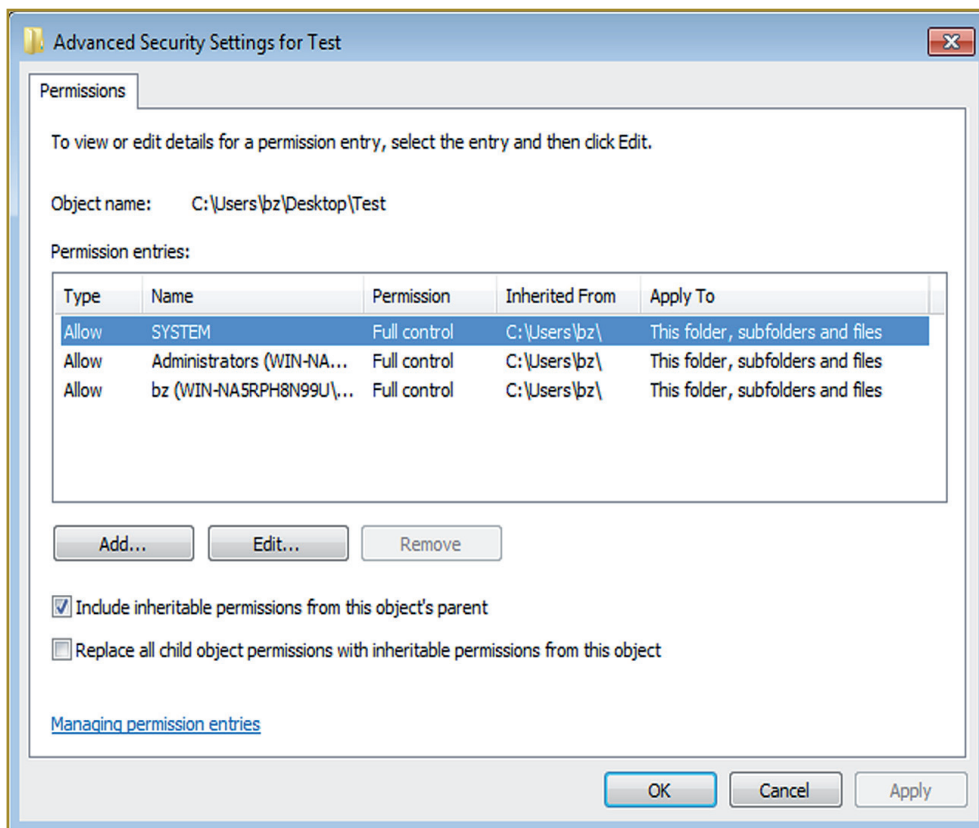 Advanced Security Settings for Test
Permissions
To view or edit details for a permission entry, select the entry and then click Edit.
Object name: C:\Users\bz\Desktop\Test
Permission entries:
Type Name Permission Inherited From Apply To
Allow SYSTEM Full control C:\Users\bz\ This folder, subfolders and files
Allow Administrators (WIN-NA... Full control C:\Users\bz\ This folder, subfolders and files
Allow bz (WIN-NA5RPH8N99U\... Full control C:\Users\bz\ This folder, subfolders and files
Add... Edit... Remove
Include inheritable permissions from this object's parent
Replace all child object permissions with inheritable permissions from this object
Managing permission entries
OK Cancel Apply